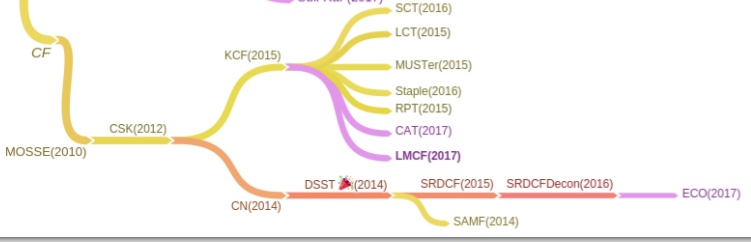 SCT(2016)
LCT(2015)
CF
KCF(2015)
MUSTer(2015)
Staple(2016)
RPT(2015)
CSK(2012)
CAT(2017)
MOSSE(2010)
LMCF(2017)
DSST 🎉(2014)
SRDCF(2015)
SRDCFDecon(2016)
ECO(2017)
CN(2014)
SAMF(2014)